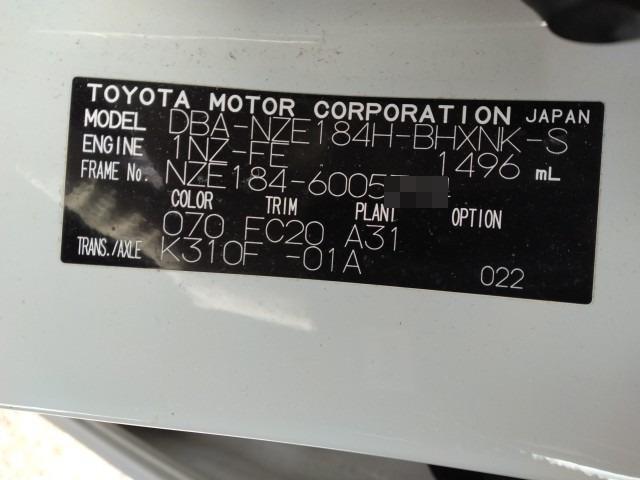 TOYOTA MOTOR CORPORATION JAPAN
MODEL DBA-NZE184H-BHXNK-S
ENGINE 1NZ-FE 1496 mL
FRAME No. NZE184-6005
COLOR TRIM PLANT OPTION
070 FC20 A31
TRANS./AXLE K310F -01A 022